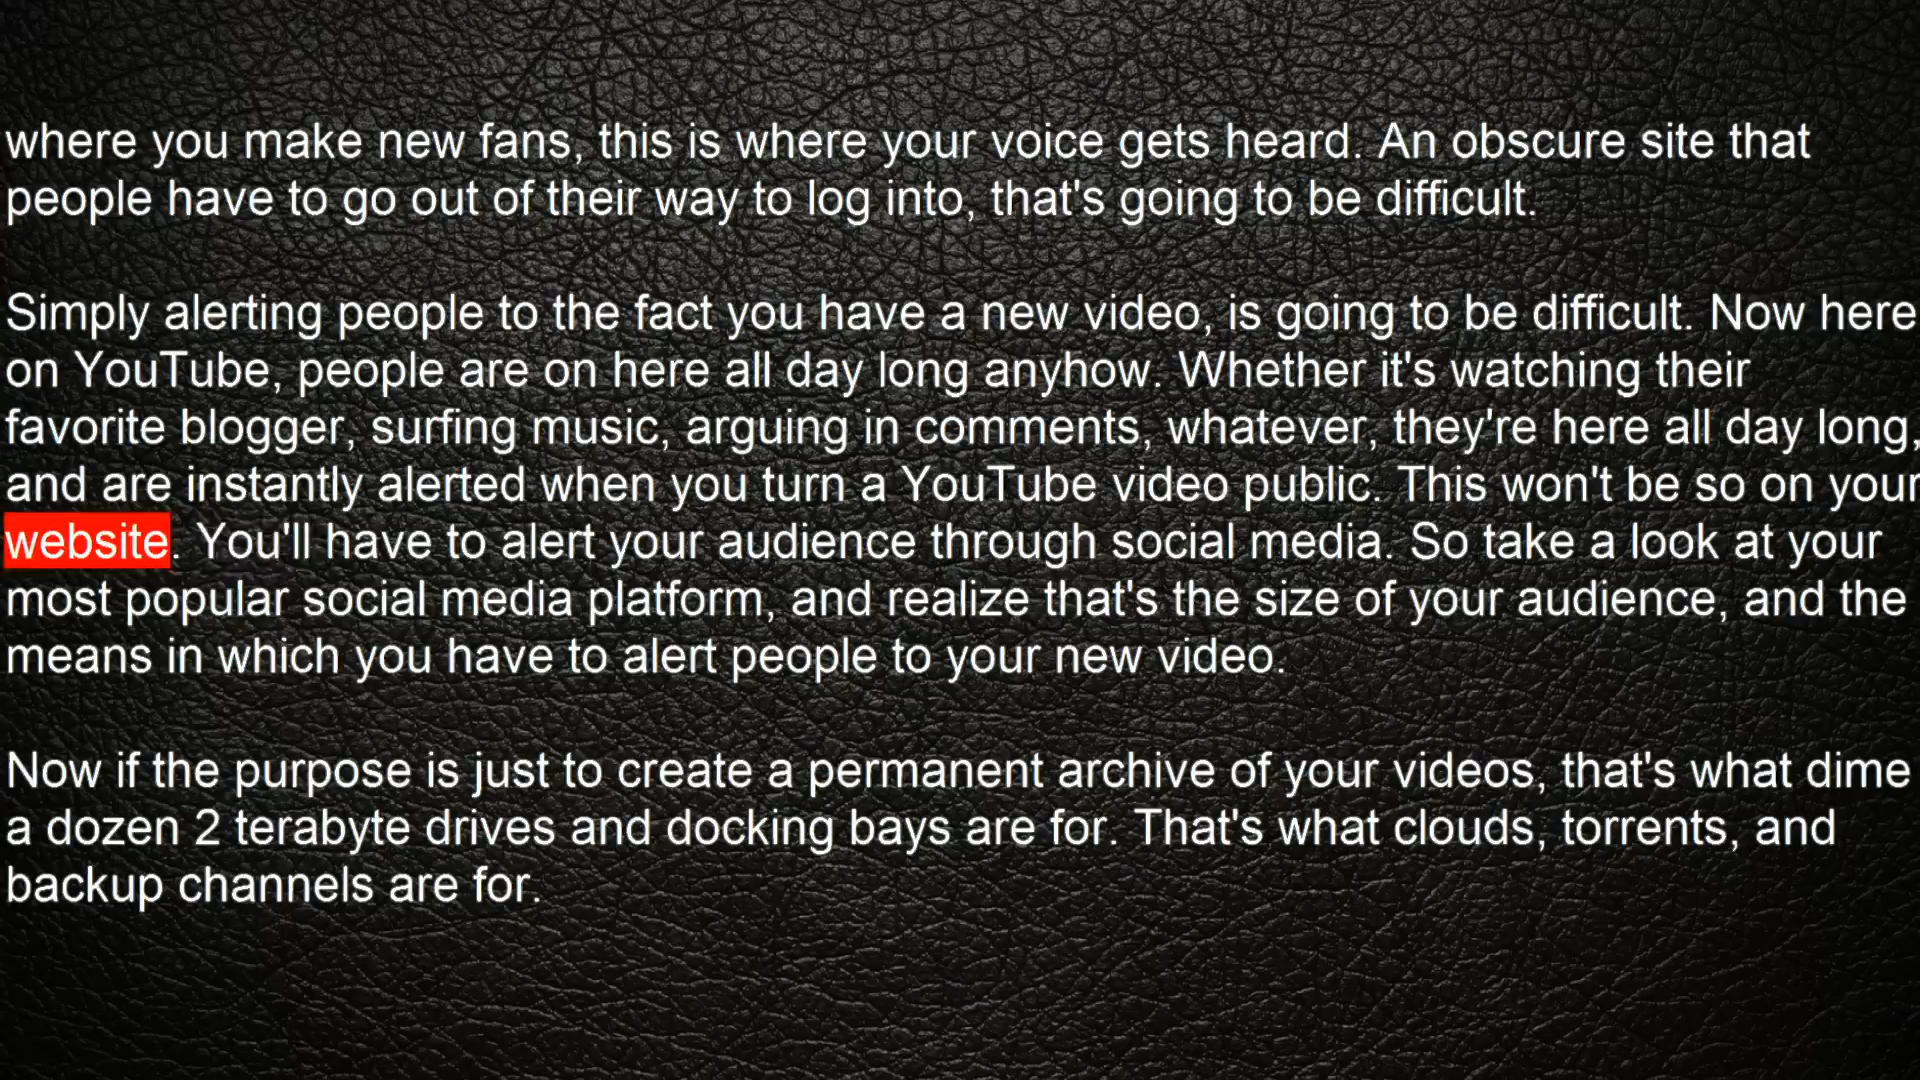 where you make new fans, this is where your voice gets heard. An obscure site that
people have to go out of their way to log into, that's going to be difficult.
Simply alerting people to the fact you have a new video, is going to be difficult. Now here
on YouTube, people are on here all day long anyhow. Whether it's watching their
favorite blogger, surfing music, arguing in comments, whatever, they're here all day long,
and are instantly alerted when you turn a YouTube video public. This won't be so on your
website. You'll have to alert your audience through social media. So take a look at your
most popular social media platform, and realize that's the size of your audience, and the
means in which you have to alert people to your new video.
Now if the purpose is just to create a permanent archive of your videos, that's what dime
a dozen 2 terabyte drives and docking bays are for. That's what clouds, torrents, and
backup channels are for.